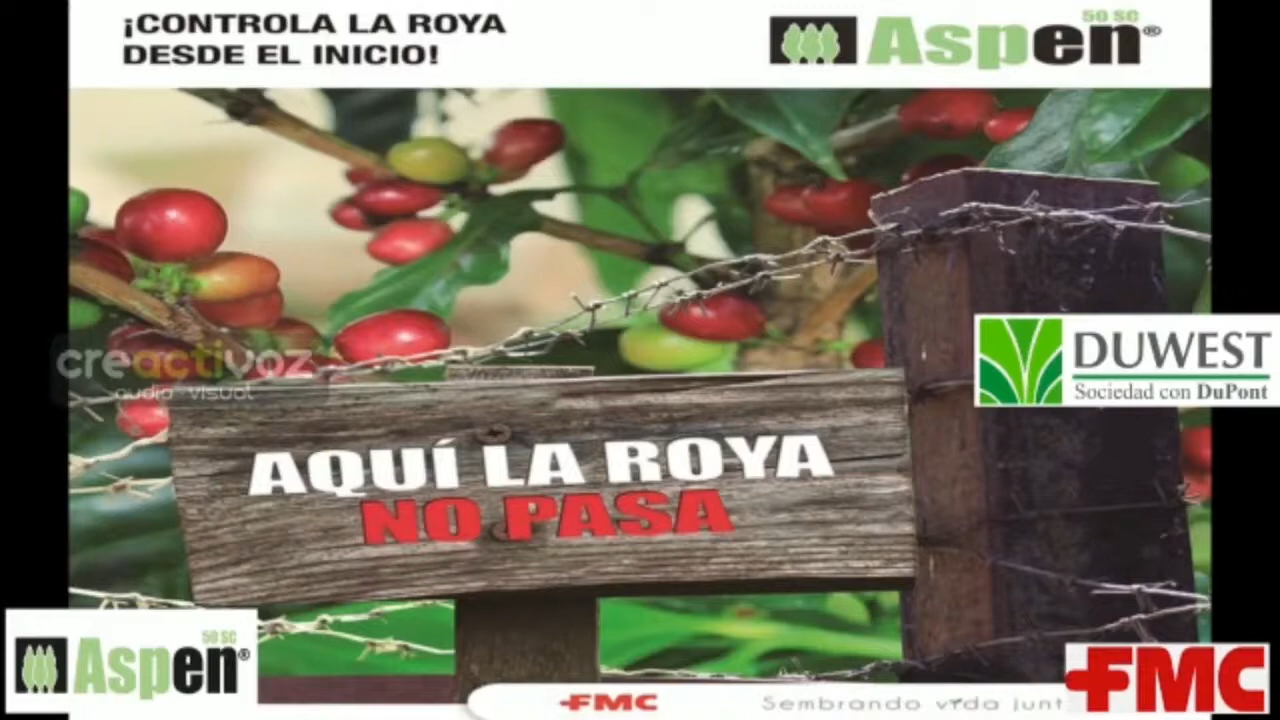 ¡CONTROLA LA ROYA
DESDE EL INICIO!
50 SC
Aspen®
creactivoz
audio - visual
DUWEST
Sociedad con DuPont
AQUÍ LA ROYA
NO PASA
50 SC
Aspen®
FMC
Sembrando vida
FMC